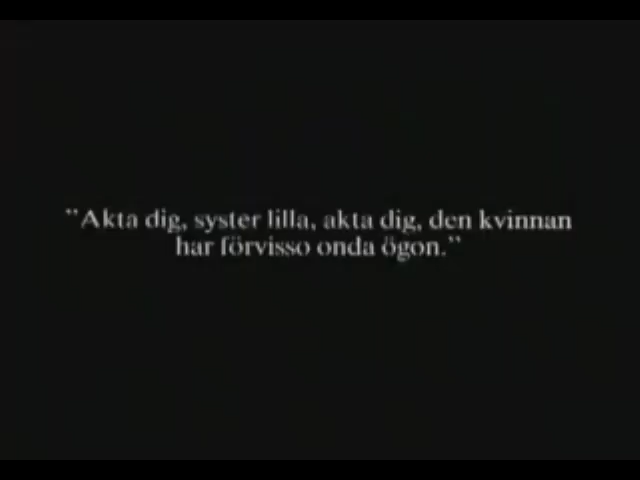 ”Akta dig, syster lilla, akta dig, den kvinnan
har förvisso onda ögon.”